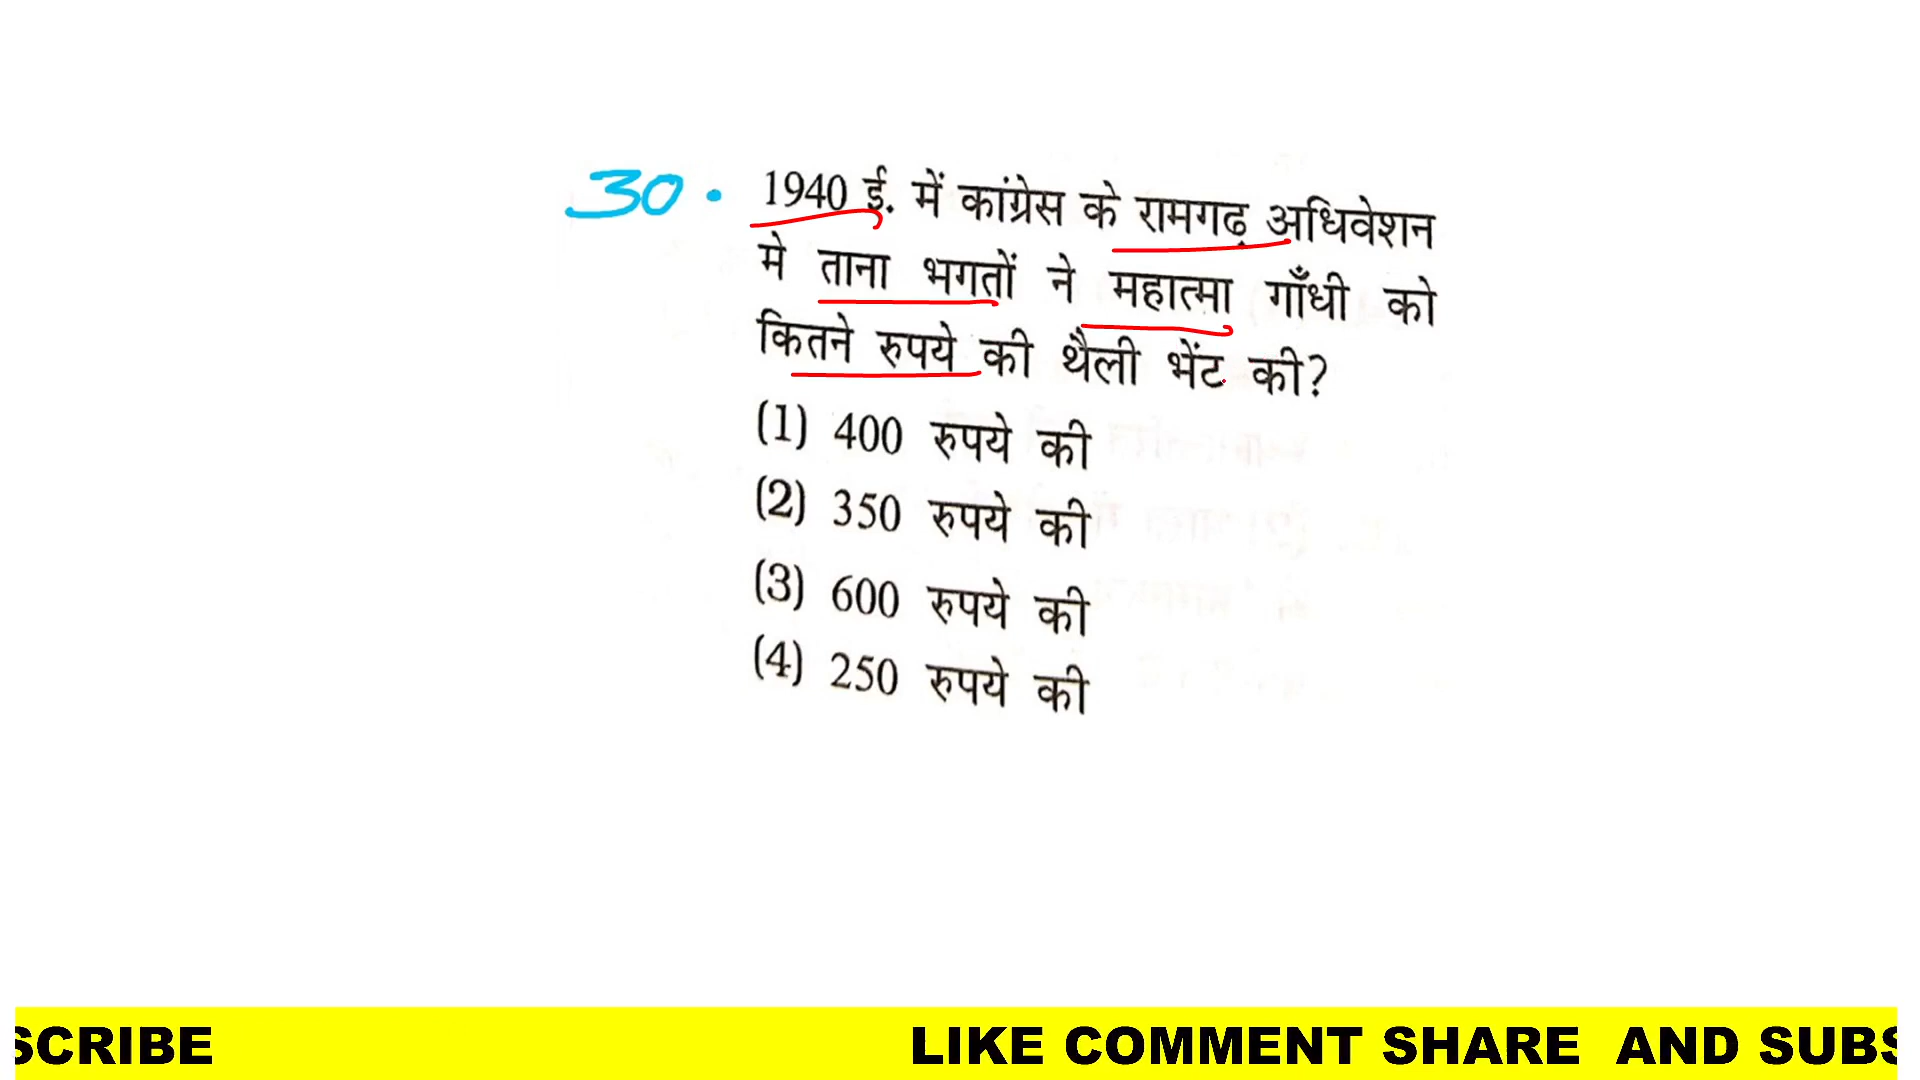 30. 1940 ई. में कांग्रेस के रामगढ़ अधिवेशन
मे ताना भगतों ने महात्मा गाँधी को
कितने रुपये की थैली भेंट की?
(1) 400 रुपये की
(2) 350 रुपये की
(3) 600 रुपये की
(4) 250 रुपये की
SCRIBE LIKE COMMENT SHARE AND SUBS